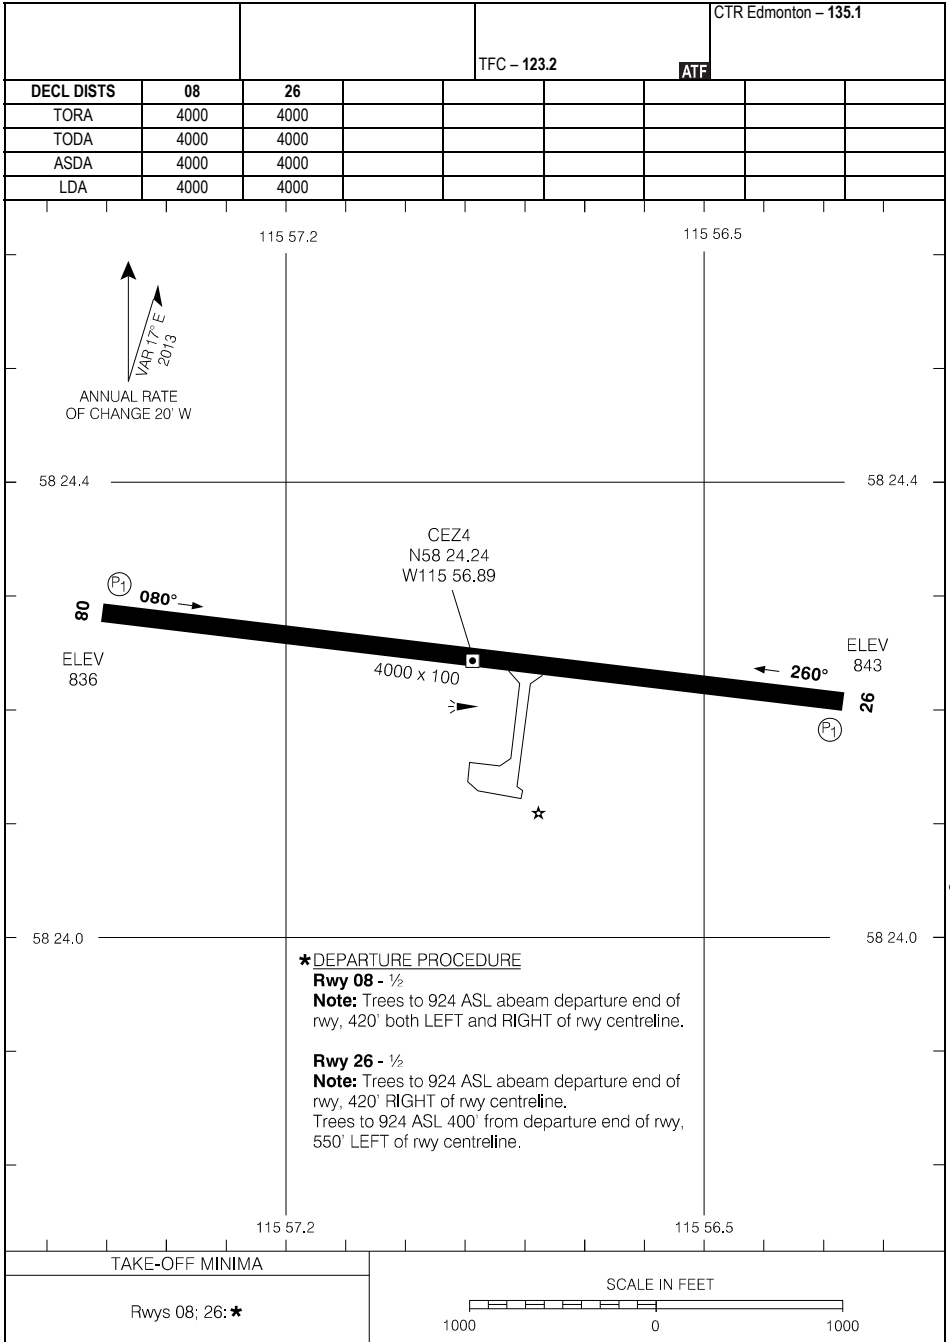 CTR Edmonton – 135.1
TFC – 123.2
ATF
DECL DISTS 08 26
TORA 4000 4000
TODA 4000 4000
ASDA 4000 4000
LDA 4000 4000
115 57.2 115 56.5
VAR 17° E
2013
ANNUAL RATE
OF CHANGE 20' W
58 24.4 58 24.4
CEZ4
N58 24.24
W115 56.89
P1
080°
08
ELEV
836
4000 x 100
ELEV
843
260°
26
P1
58 24.0 58 24.0
*DEPARTURE PROCEDURE
Rwy 08 - ½
Note: Trees to 924 ASL abeam departure end of
rwy, 420' both LEFT and RIGHT of rwy centreline.
Rwy 26 - ½
Note: Trees to 924 ASL abeam departure end of
rwy, 420' RIGHT of rwy centreline.
Trees to 924 ASL 400' from departure end of rwy,
550' LEFT of rwy centreline.
115 57.2 115 56.5
TAKE-OFF MINIMA
Rwys 08; 26: *
SCALE IN FEET
1000 0 1000